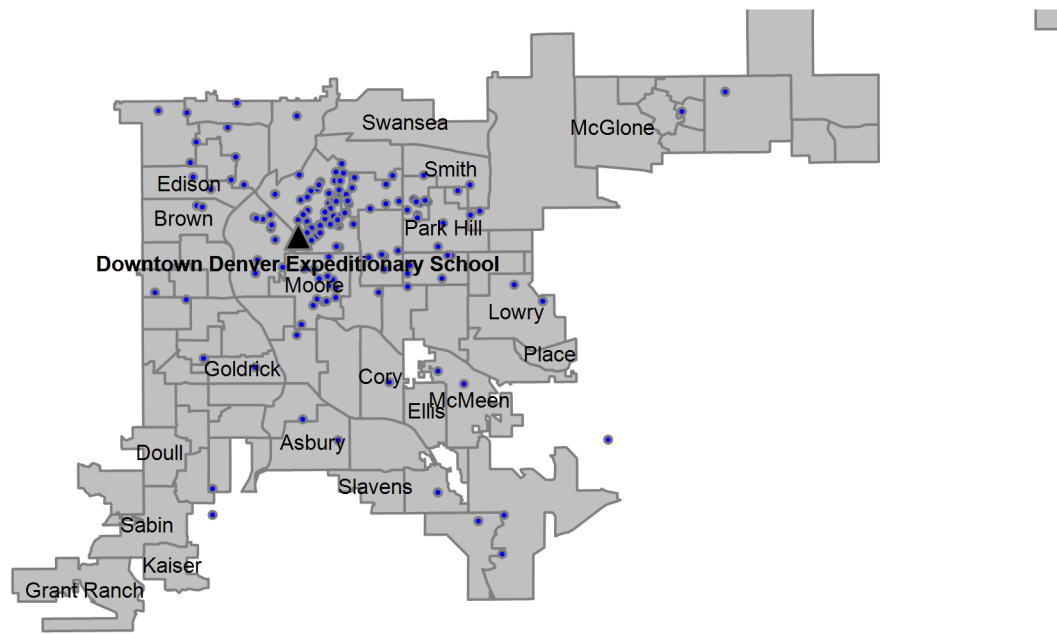 Swansea
McGlone
Smith
Edison
Brown
Park Hill
Downtown Denver Expeditionary School
Moore
Lowry
Place
Goldrick
Cory
McMeen
Ellis
Asbury
Doull
Slavens
Sabin
Kaiser
Grant Ranch